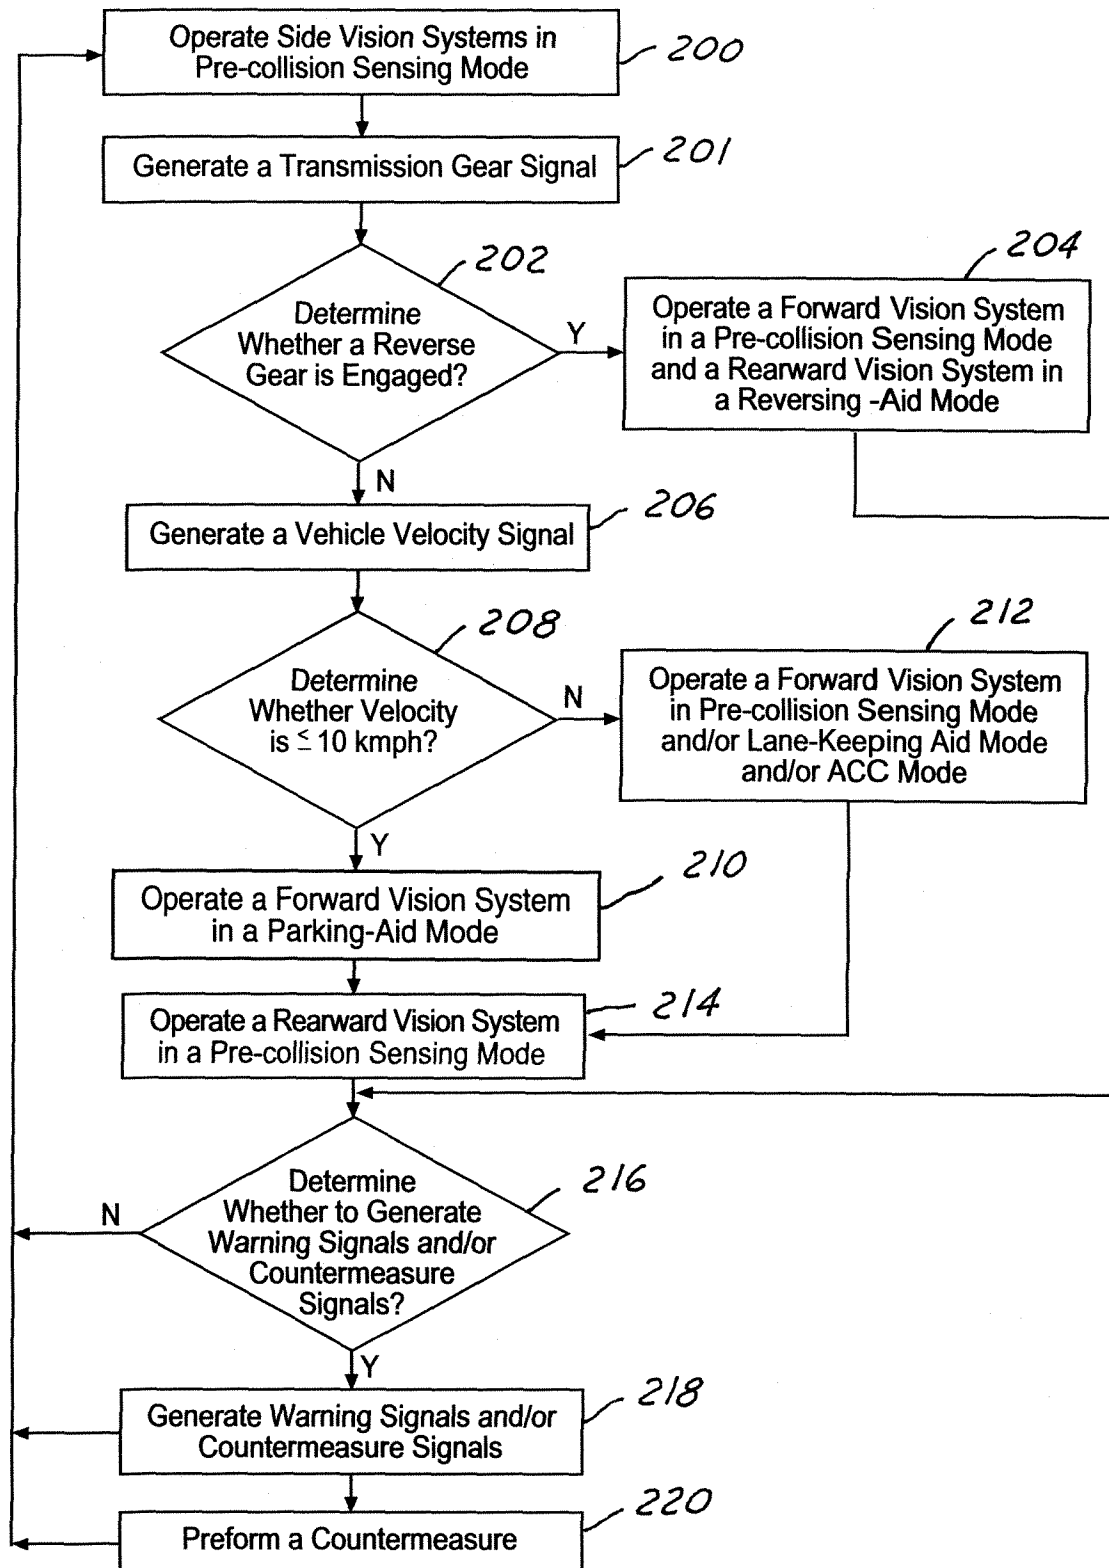 Operate Side Vision Systems in
Pre-collision Sensing Mode
200
Generate a Transmission Gear Signal
201
202
Determine
Whether a Reverse
Gear is Engaged?
Y
N
204
Operate a Forward Vision System
in a Pre-collision Sensing Mode
and a Rearward Vision System in
a Reversing -Aid Mode
Generate a Vehicle Velocity Signal
206
208
Determine
Whether Velocity
is ≤ 10 kmph?
N
Y
212
Operate a Forward Vision System
in Pre-collision Sensing Mode
and/or Lane-Keeping Aid Mode
and/or ACC Mode
210
Operate a Forward Vision System
in a Parking-Aid Mode
214
Operate a Rearward Vision System
in a Pre-collision Sensing Mode
216
Determine
Whether to Generate
Warning Signals and/or
Countermeasure
Signals?
N
Y
218
Generate Warning Signals and/or
Countermeasure Signals
220
Preform a Countermeasure